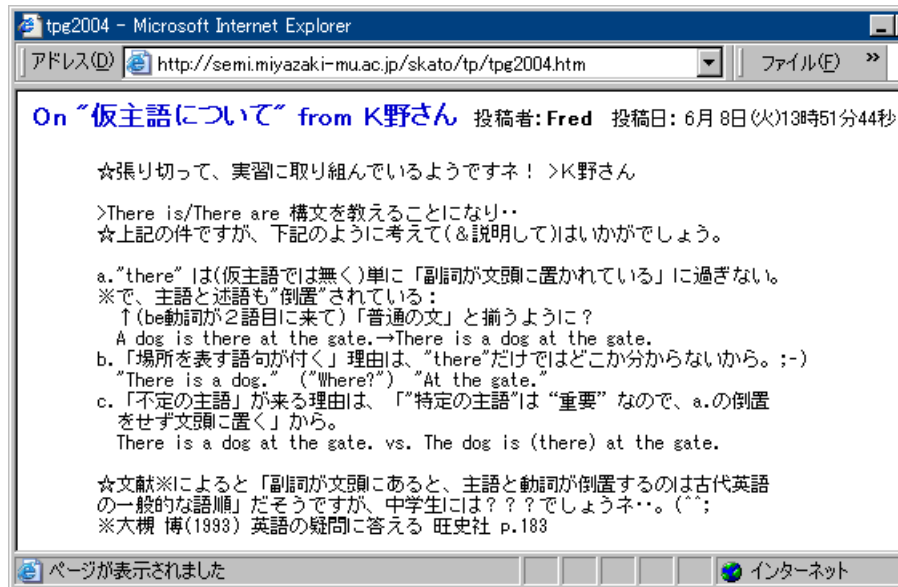 tpg2004 - Microsoft Internet Explorer
アドレス(D) http://semi.miyazaki-mu.ac.jp/skato/tp/tpg2004.htm ファイル(F) »
On ″仮主語について″ from K野さん 投稿者: Fred 投稿日: 6月 8日(火)13時51分44秒
☆張り切って、実習に取り組んでいるようですネ! >K野さん
>There is/There are 構文を教えることになり‥
☆上記の件ですが、下記のように考えて(&説明して)はいかがでしょう。
a.″there″ は(仮主語では無く)単に「副詞が文頭に置かれている」に過ぎない。
※で、主語と述語も″倒置″されている:
↑(be動詞が2語目に来て)「普通の文」と揃うように?
A dog is there at the gate.→There is a dog at the gate.
b.「場所を表す語句が付く」理由は、″there″だけではどこか分からないから。;-)
″There is a dog.″ (″Where?″) ″At the gate.″
c.「不定の主語」が来る理由は、「″特定の主語″は “重要” なので、a.の倒置
をせず文頭に置く」から。
There is a dog at the gate. vs. The dog is (there) at the gate.
☆文献※によると「副詞が文頭にあると、主語と動詞が倒置するのは古代英語
の一般的な語順」だそうですが、中学生には???でしょうネ‥。(^^;
※大槻 博(1993) 英語の疑問に答える 旺史社 p.183
ページが表示されました インターネット